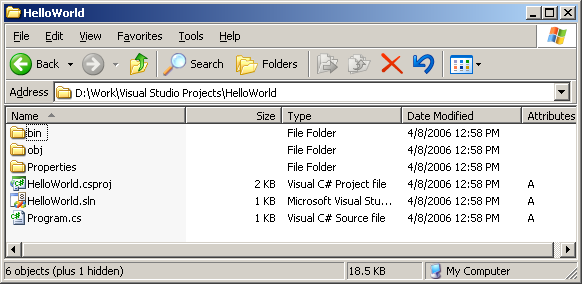 HelloWorld
File Edit View Favorites Tools Help
Back Search Folders
Address D:\Work\Visual Studio Projects\HelloWorld
Name Size Type Date Modified Attributes
bin File Folder 4/8/2006 12:58 PM
obj File Folder 4/8/2006 12:58 PM
Properties File Folder 4/8/2006 12:58 PM
HelloWorld.csproj 2 KB Visual C# Project file 4/8/2006 12:58 PM A
HelloWorld.sln 1 KB Microsoft Visual Stu... 4/8/2006 12:58 PM A
Program.cs 1 KB Visual C# Source file 4/8/2006 12:58 PM A
6 objects (plus 1 hidden) 18.5 KB My Computer